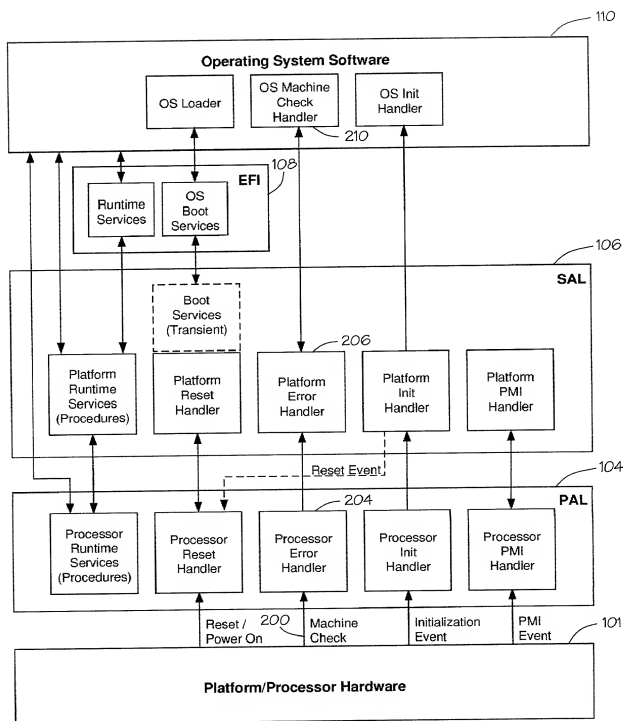 110
Operating System Software
OS Loader
OS Machine
Check
Handler
210
OS Init
Handler
108
EFI
Runtime
Services
OS
Boot
Services
106
SAL
Boot
Services
(Transient)
206
Platform
Runtime
Services
(Procedures)
Platform
Reset
Handler
Platform
Error
Handler
Platform
Init
Handler
Platform
PMI
Handler
Reset Event
104
PAL
204
Processor
Runtime
Services
(Procedures)
Processor
Reset
Handler
Processor
Error
Handler
Processor
Init
Handler
Processor
PMI
Handler
Reset /
Power On
200
Machine
Check
Initialization
Event
PMI
Event
101
Platform/Processor Hardware